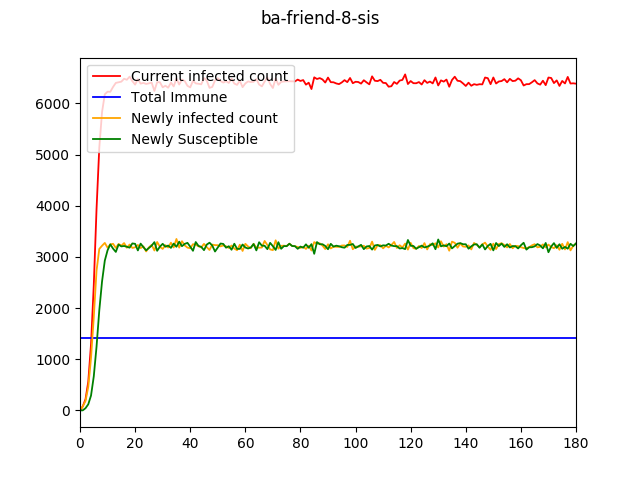 ba-friend-8-sis
Current infected count
Total Immune
Newly infected count
Newly Susceptible
6000
5000
4000
3000
2000
1000
0
0 20 40 60 80 100 120 140 160 180